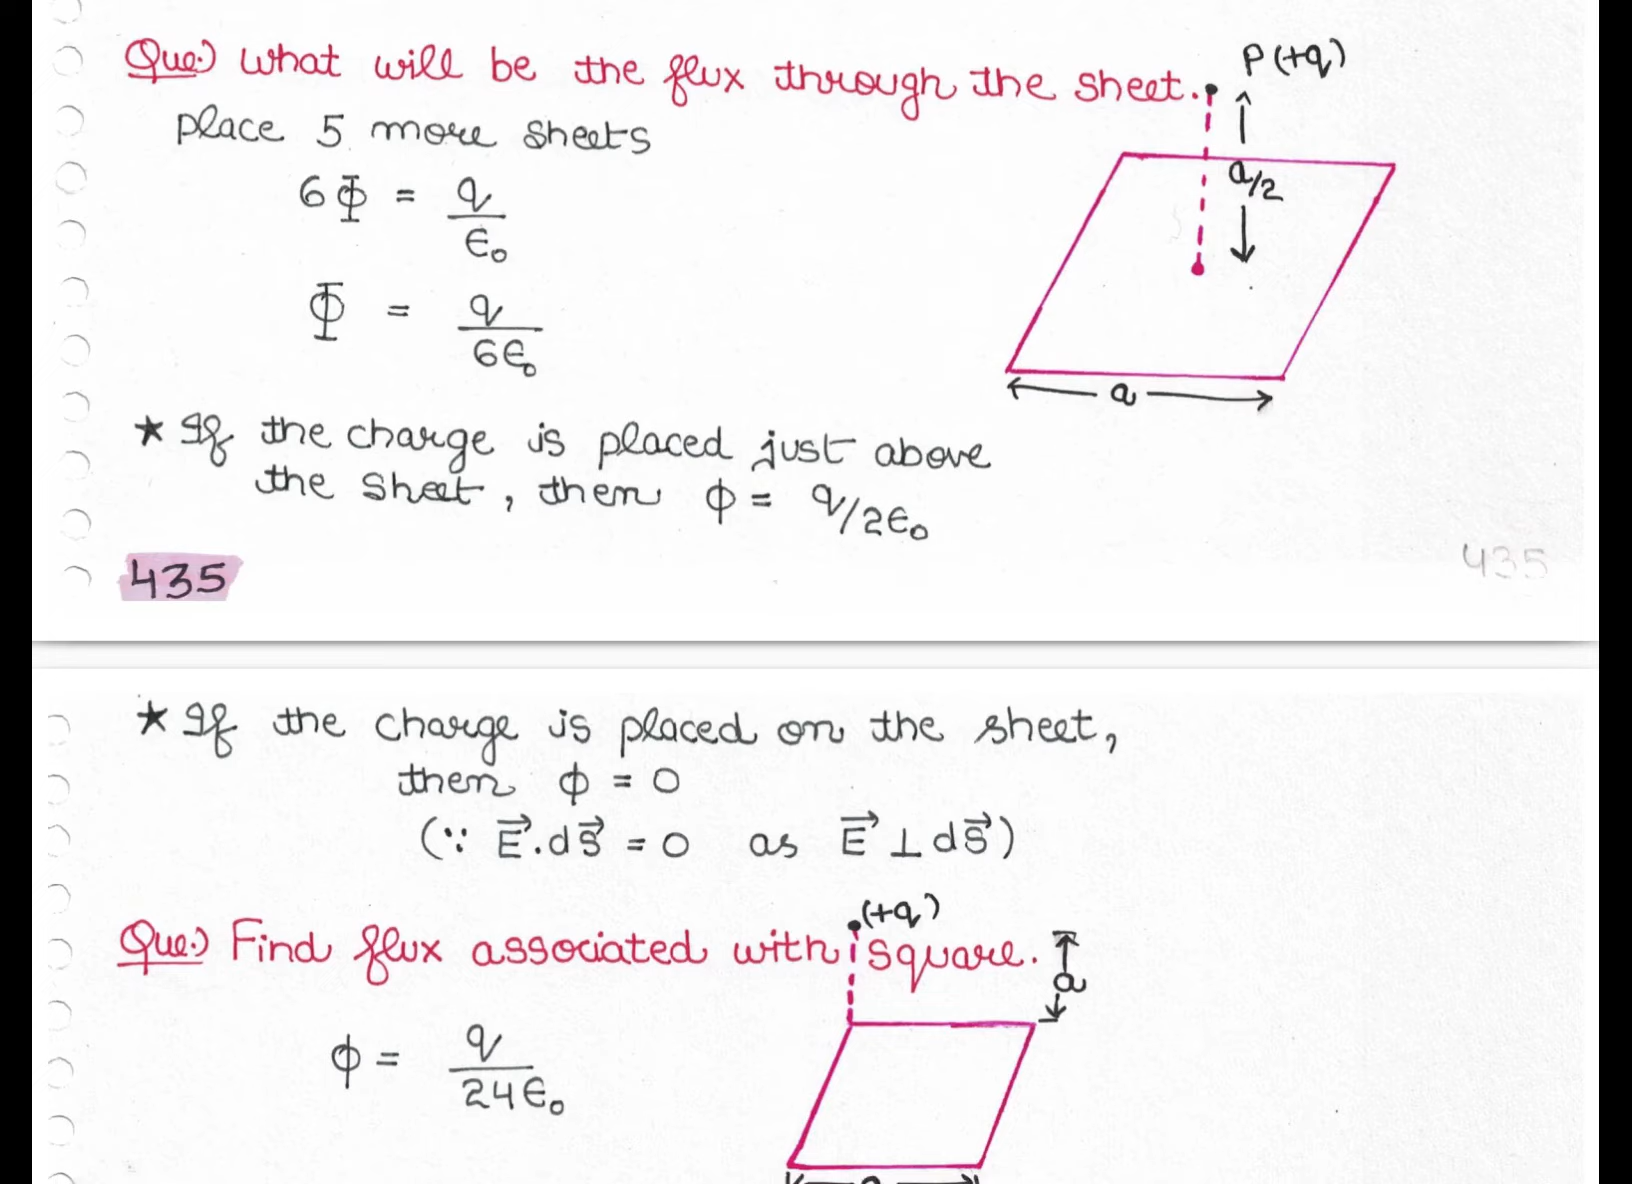 Que:) What will be the flux through the sheet.
P(+q)
Place 5 more sheets
a/2
6Φ = q/ϵ₀
Φ = q/6ϵ₀
a
★ If the charge is placed just above
the sheet, then ϕ = q/2ϵ₀
435
435
★ If the charge is placed on the sheet,
then ϕ = 0
(∵ E⃗.dS⃗ = 0 as E⃗ ⊥ dS⃗)
(+q)
Que:) Find flux associated with square.
a
ϕ = q/24ϵ₀
a